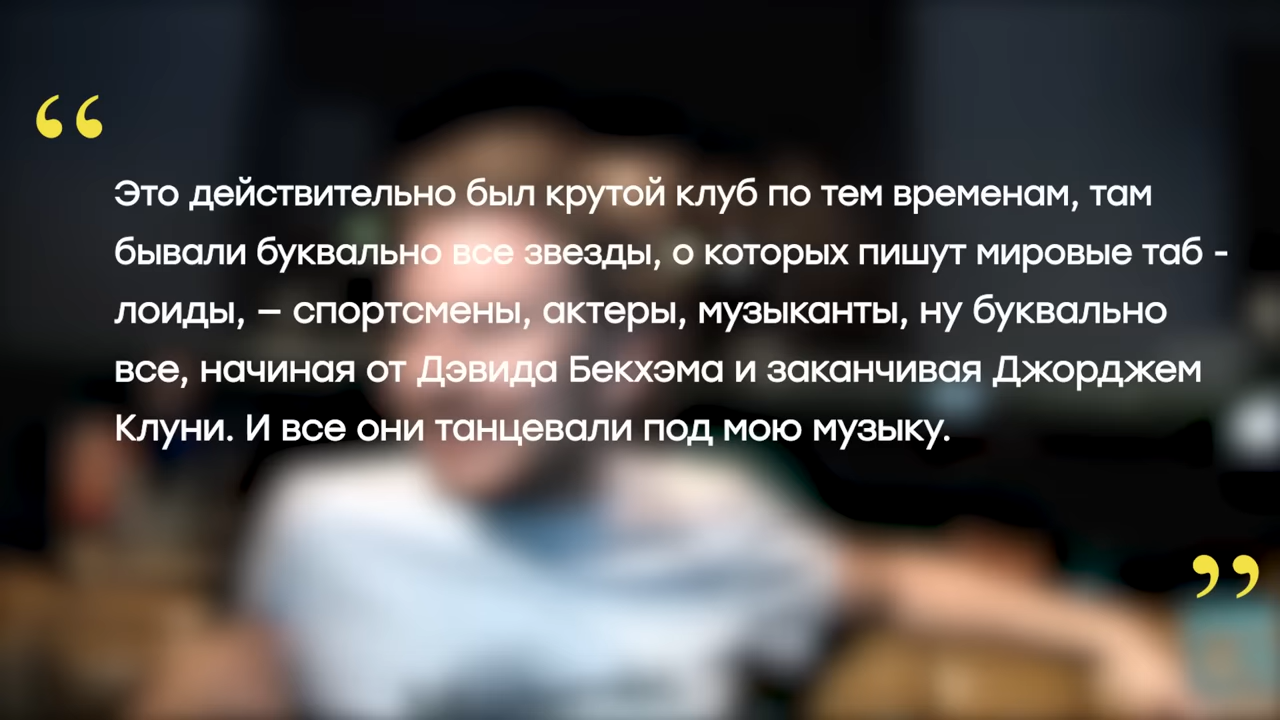 “
Это действительно был крутой клуб по тем временам, там
бывали буквально все звезды, о которых пишут мировые таб -
лоиды, — спортсмены, актеры, музыканты, ну буквально
все, начиная от Дэвида Бекхэма и заканчивая Джорджем
Клуни. И все они танцевали под мою музыку.
”